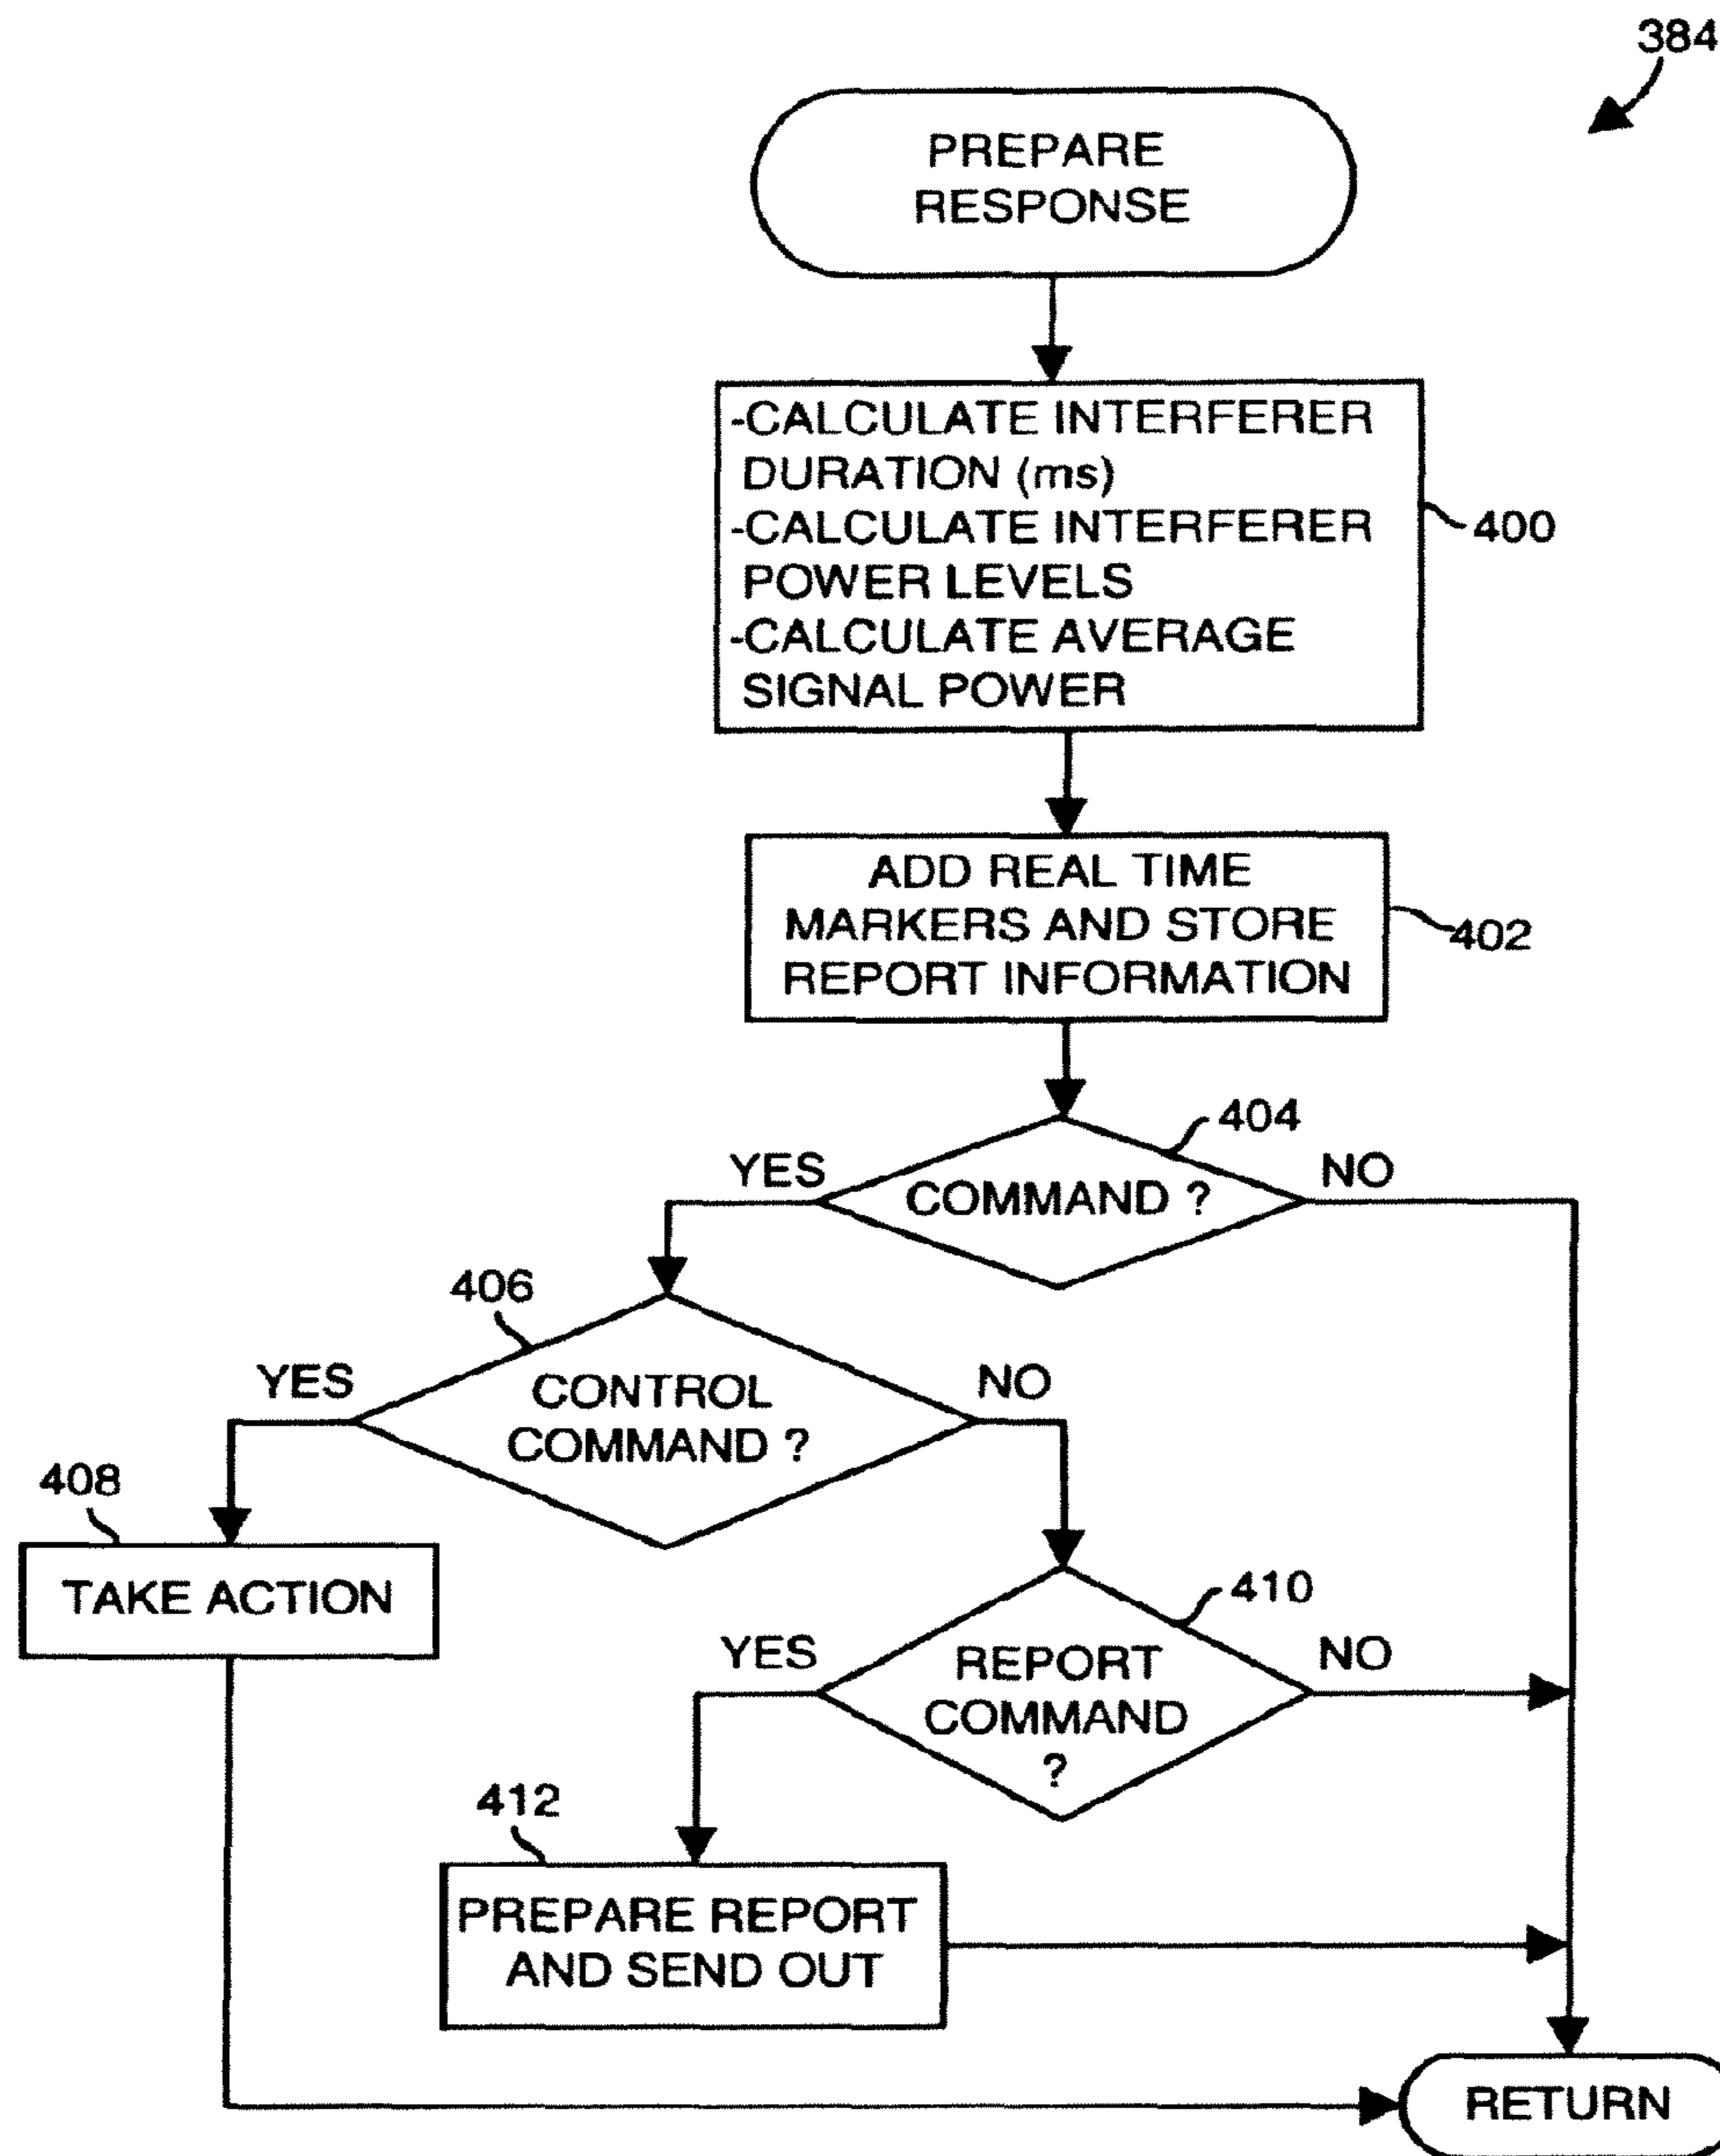 384
PREPARE
RESPONSE
-CALCULATE INTERFERER
DURATION (ms)
-CALCULATE INTERFERER
POWER LEVELS
-CALCULATE AVERAGE
SIGNAL POWER
400
ADD REAL TIME
MARKERS AND STORE
REPORT INFORMATION
402
404
YES
COMMAND ?
NO
406
YES
CONTROL
COMMAND ?
NO
408
TAKE ACTION
410
YES
REPORT
COMMAND
?
NO
412
PREPARE REPORT
AND SEND OUT
RETURN